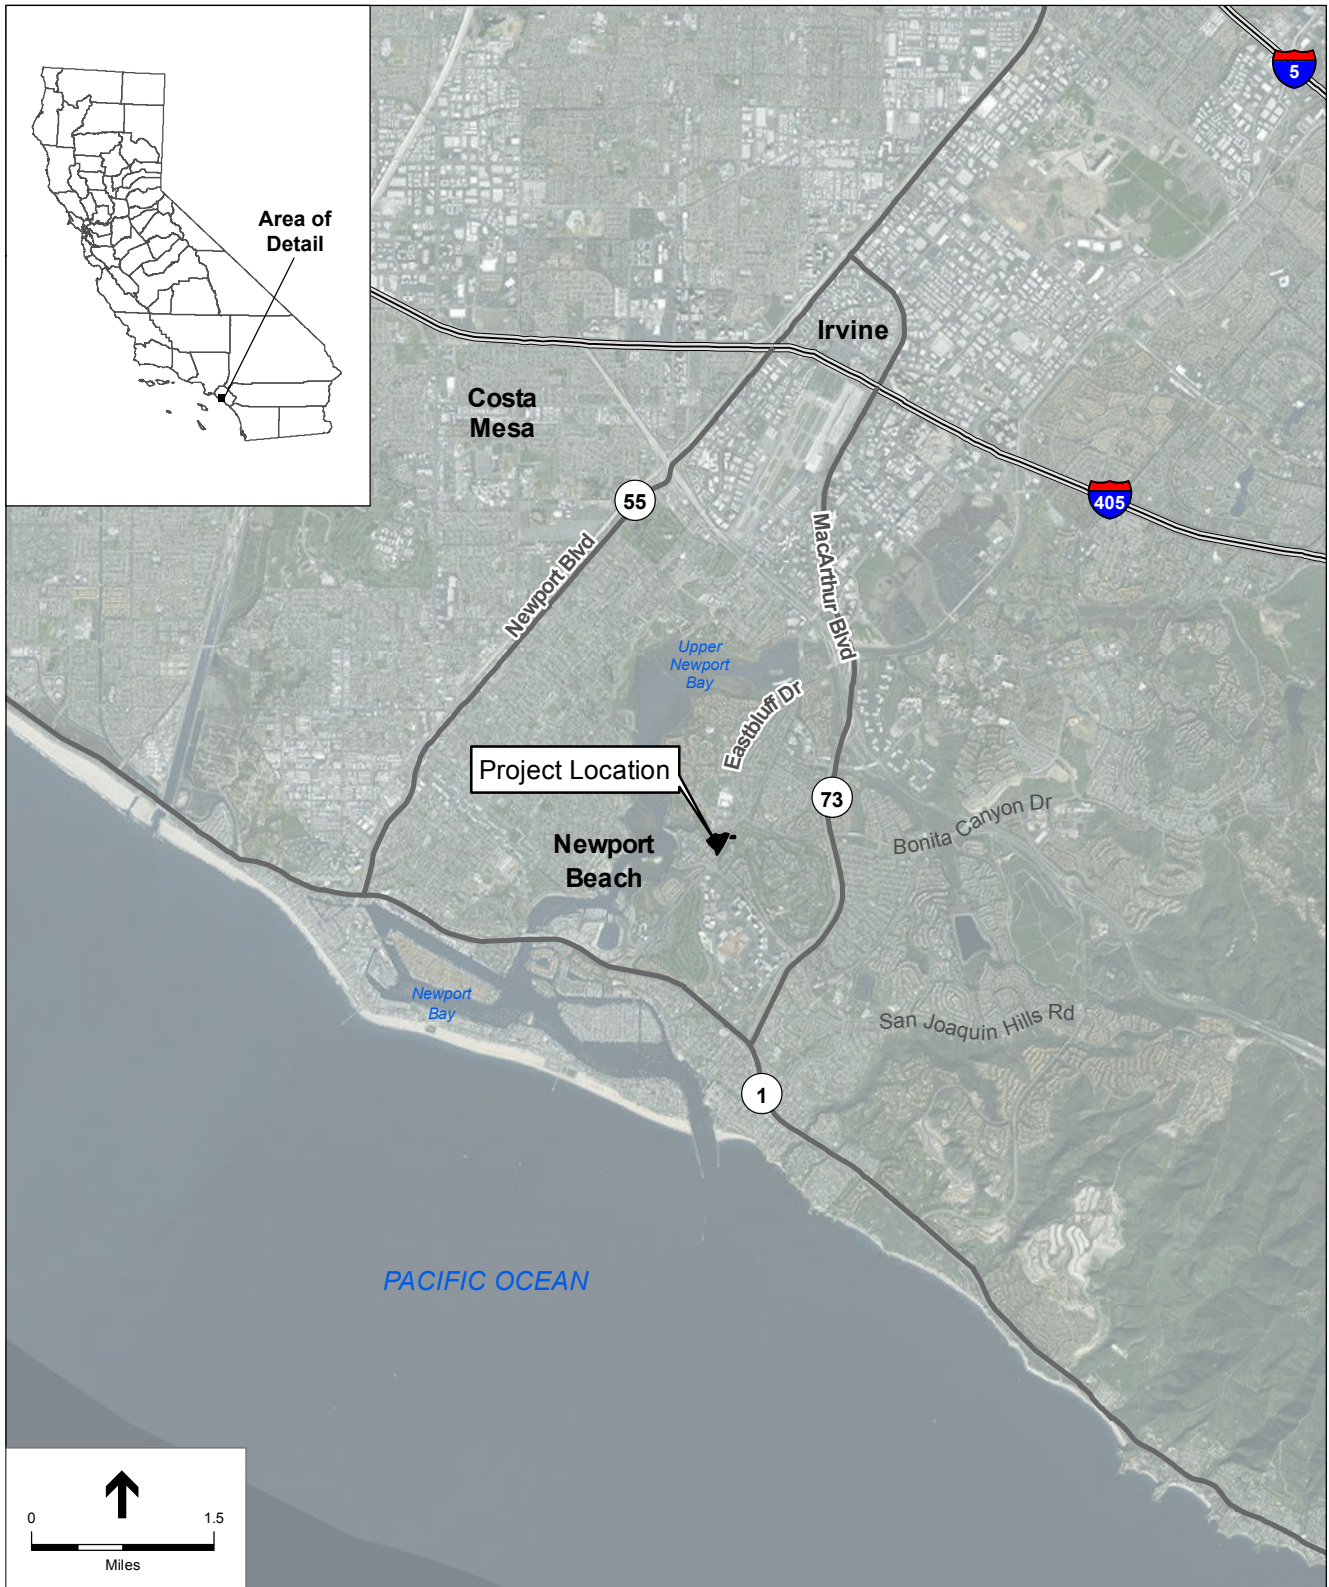 5
Area of
Detail
Irvine
Costa
Mesa
55
405
Newport Blvd
MacArthur Blvd
Upper
Newport
Bay
Eastbluff Dr
Project Location
73
Bonita Canyon Dr
Newport
Beach
Newport
Bay
San Joaquin Hills Rd
1
PACIFIC OCEAN
0 1.5
Miles